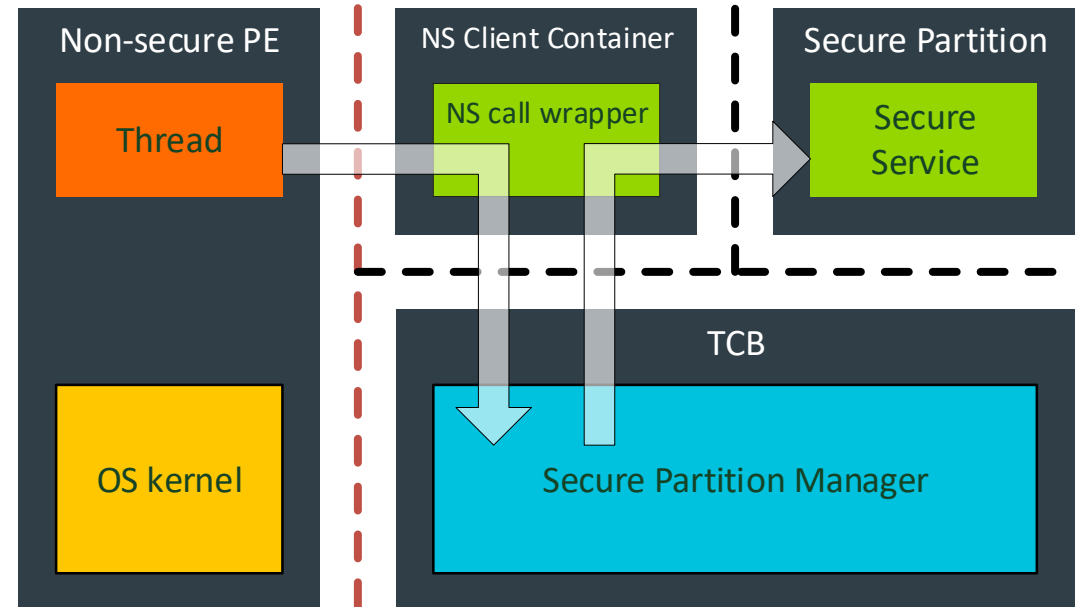 Non-secure PE
Thread
OS kernel
NS Client Container
NS call wrapper
Secure Partition
Secure
Service
TCB
Secure Partition Manager